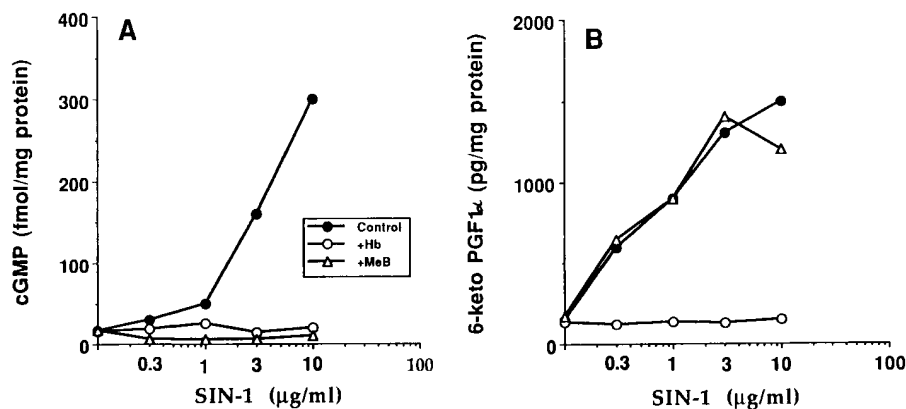 A
cGMP (fmol/mg protein)
400
300
200
100
0
0.3
1
3
10
100
SIN-1 (μg/ml)
Control
+Hb
+MeB
B
6-keto PGF1α (pg/mg protein)
2000
1000
0
0.3
1
3
10
100
SIN-1 (μg/ml)